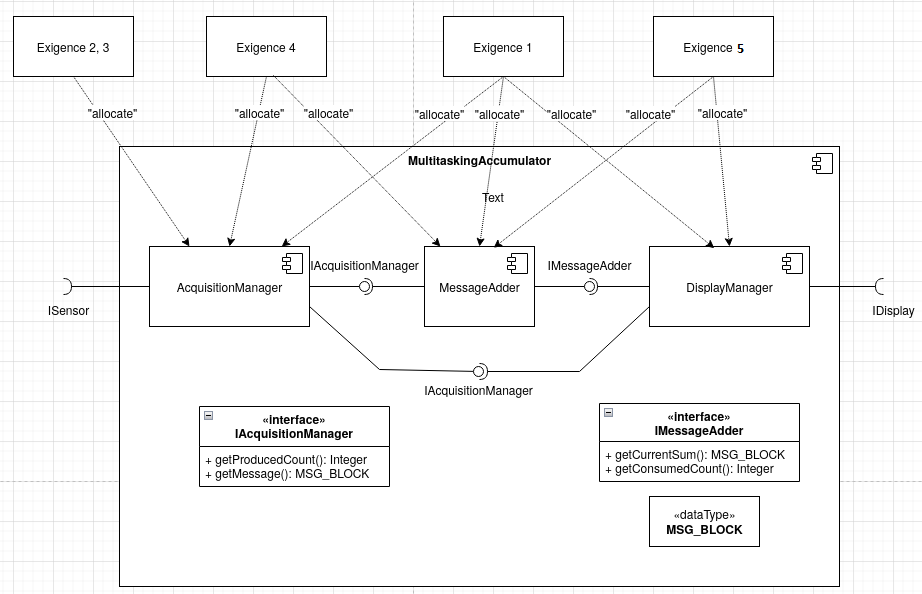 Exigence 2, 3
Exigence 4
Exigence 1
Exigence 5
"allocate"
"allocate"
"allocate"
"allocate"
"allocate"
"allocate"
"allocate"
"allocate"
MultitaskingAccumulator
Text
IAcquisitionManager
IMessageAdder
AcquisitionManager
MessageAdder
DisplayManager
ISensor
IDisplay
IAcquisitionManager
«interface»
IAcquisitionManager
+ getProducedCount(): Integer
+ getMessage(): MSG_BLOCK
«interface»
IMessageAdder
+ getCurrentSum(): MSG_BLOCK
+ getConsumedCount(): Integer
«dataType»
MSG_BLOCK